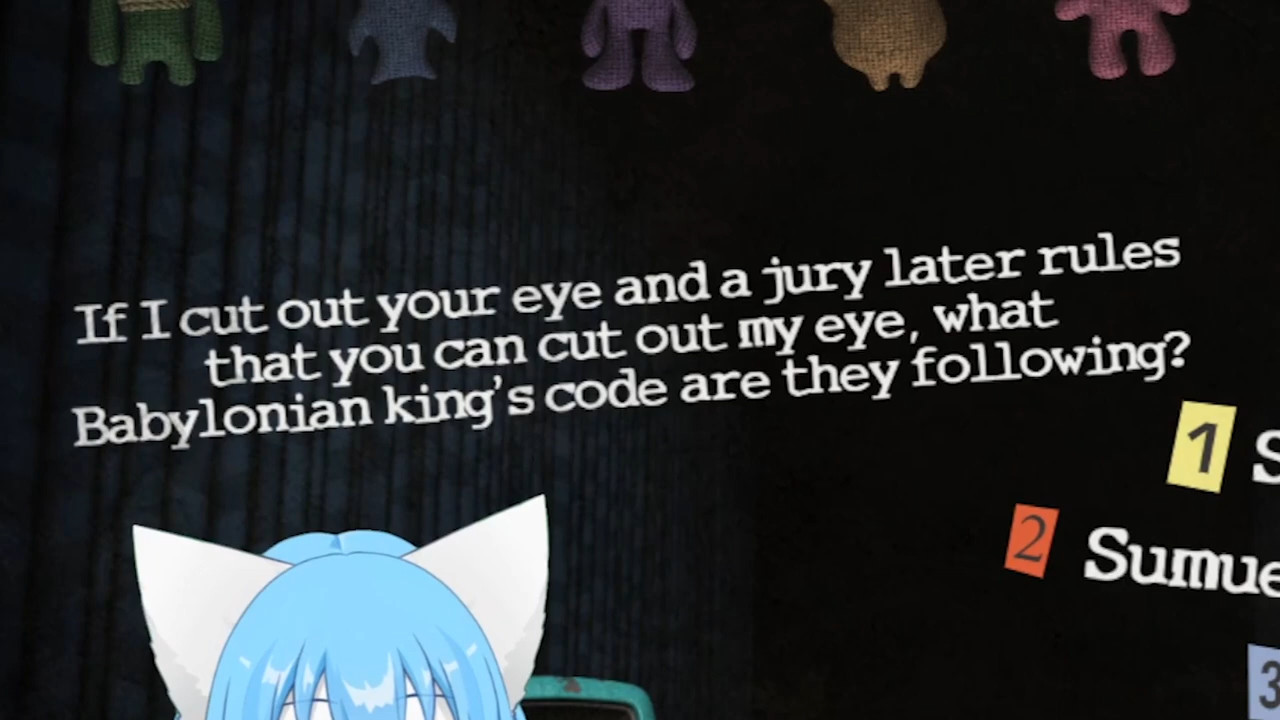 If I cut out your eye and a jury later rules
that you can cut out my eye, what
Babylonian king's code are they following?
1
2
3